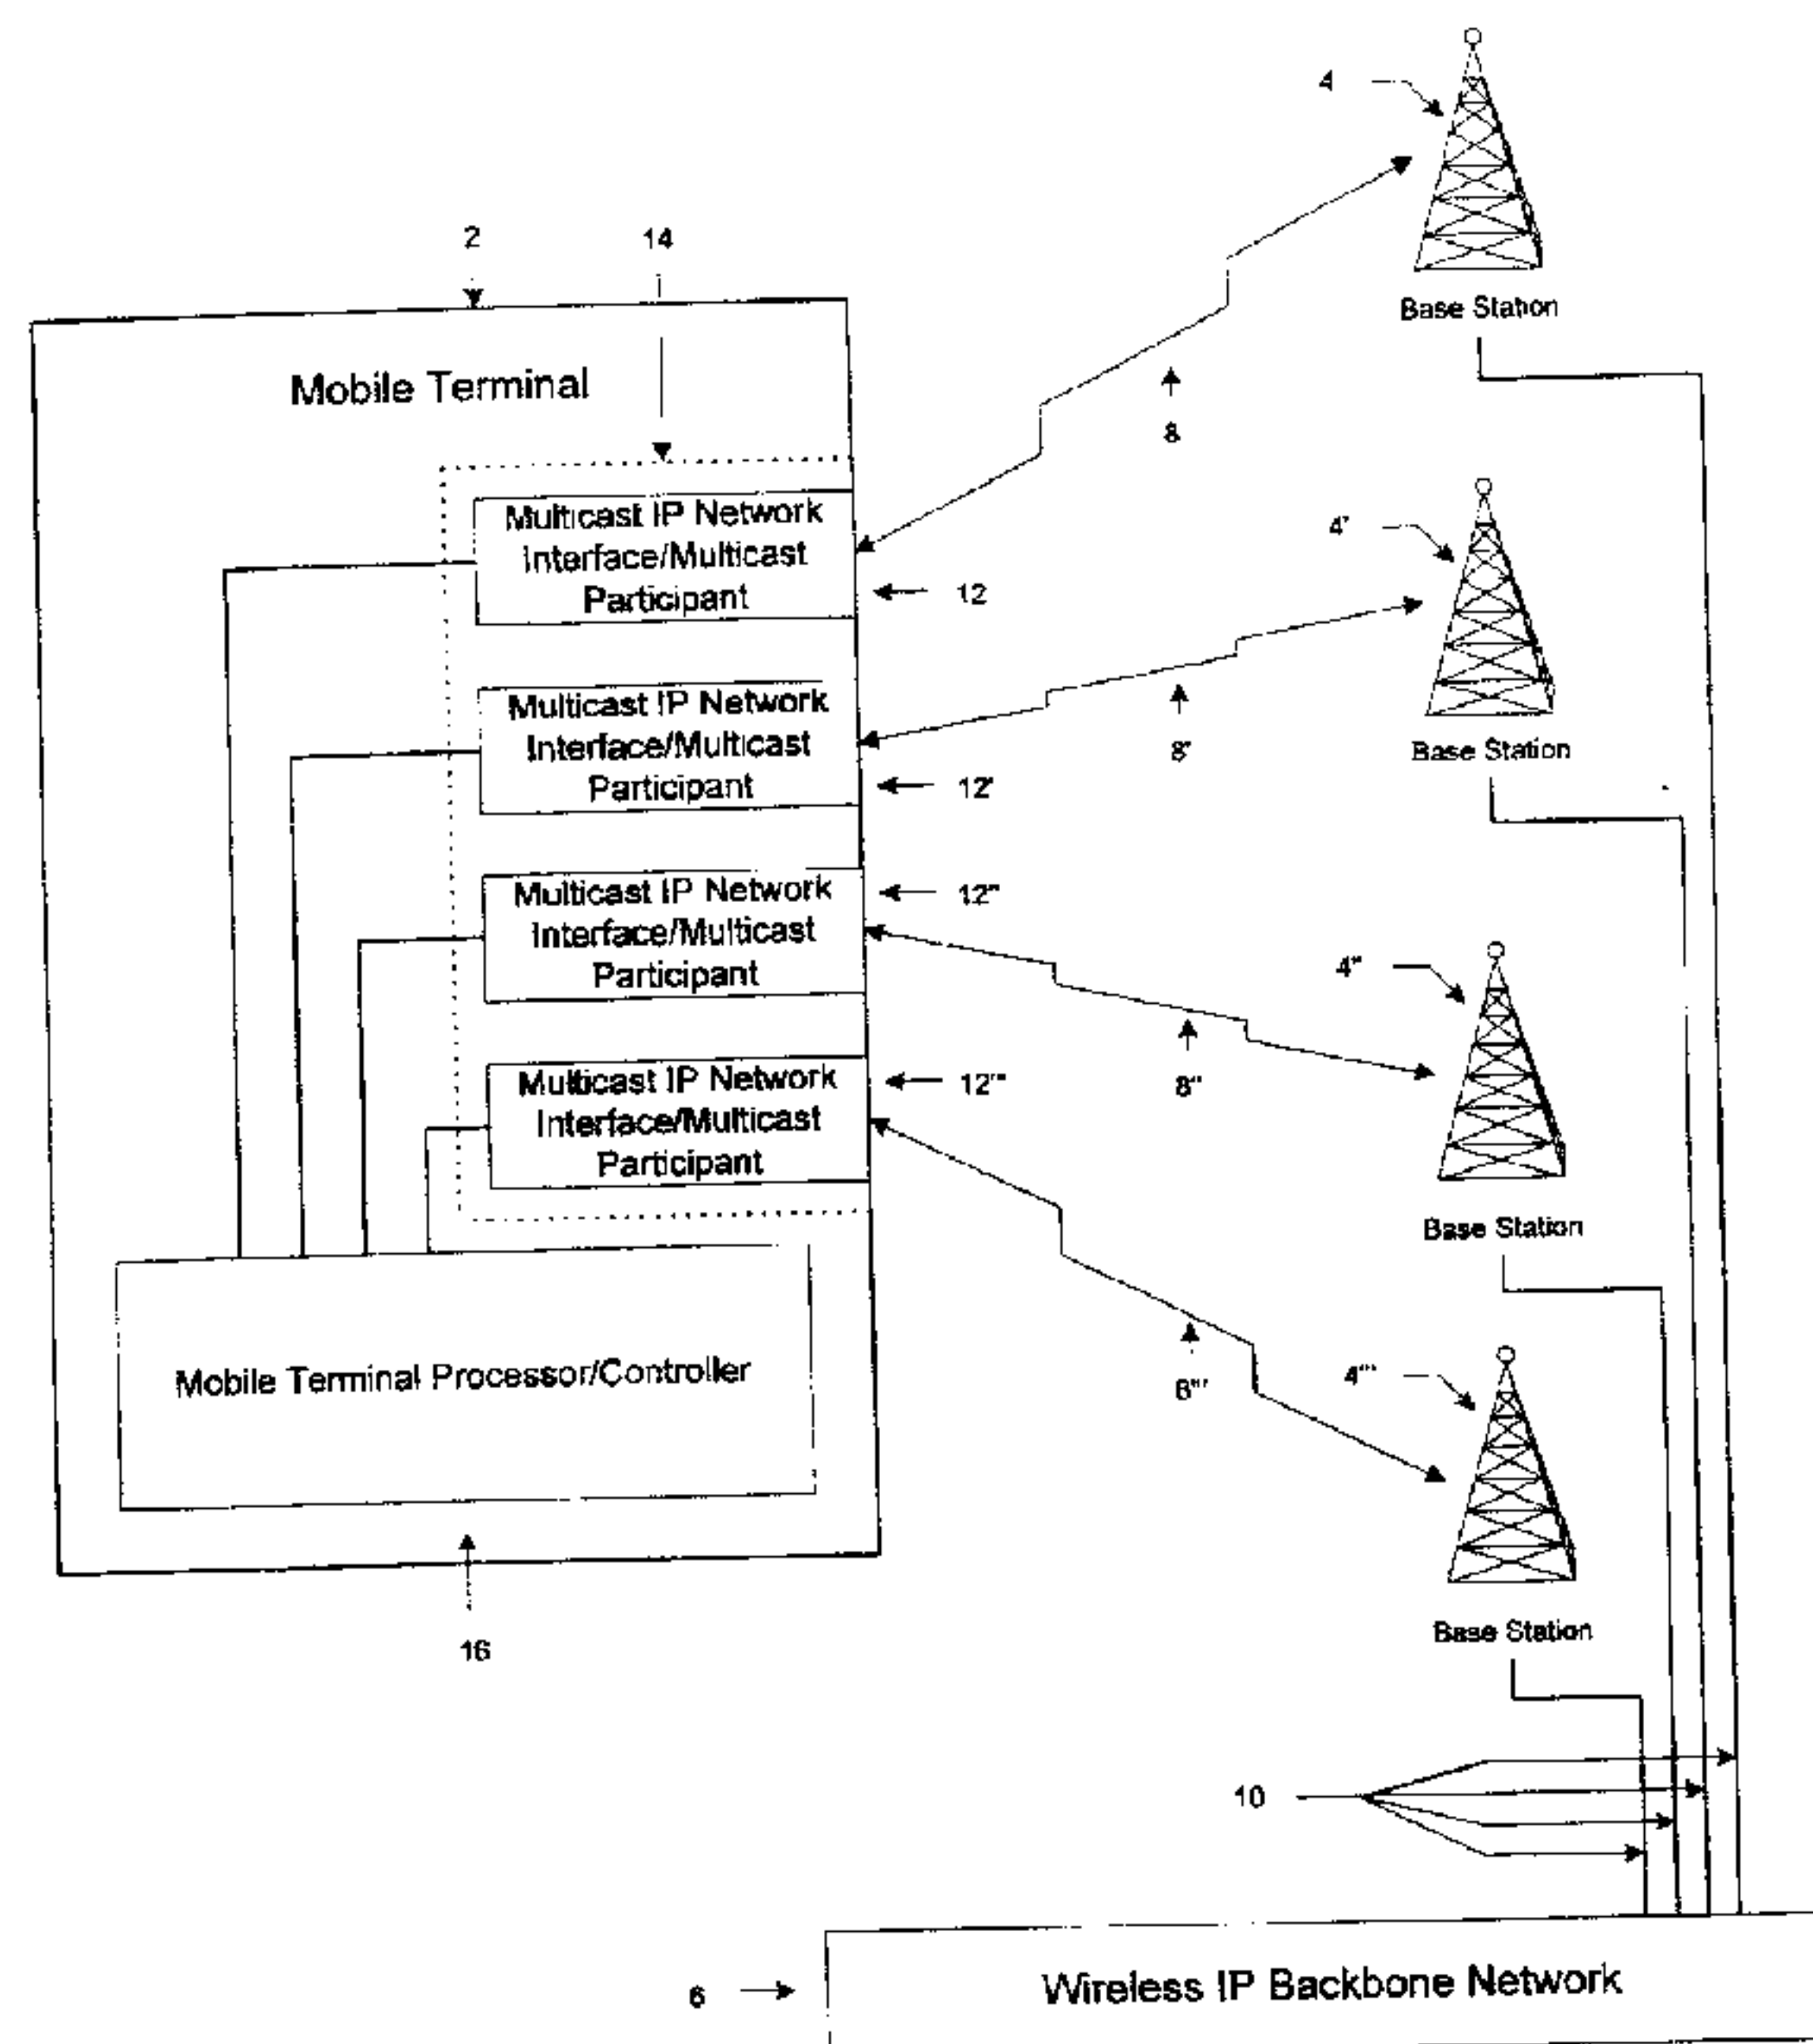 4
2
14
Base Station
Mobile Terminal
8
Multicast IP Network
Interface/Multicast
Participant
12
4'
Multicast IP Network
Interface/Multicast
Participant
8'
Base Station
12'
Multicast IP Network
Interface/Multicast
Participant
12"
4"
Multicast IP Network
Interface/Multicast
Participant
12"'
8"
Base Station
Mobile Terminal Processor/Controller
8"'
4"'
16
Base Station
10
6
Wireless IP Backbone Network